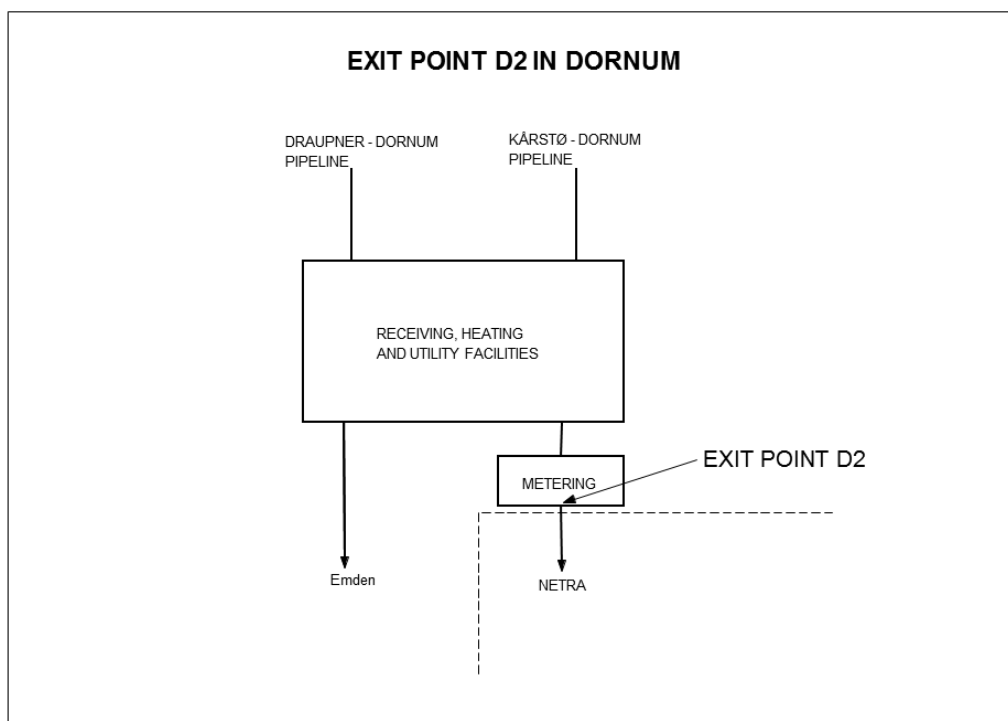 EXIT POINT D2 IN DORNUM
DRAUPNER - DORNUM
PIPELINE
KÅRSTØ - DORNUM
PIPELINE
RECEIVING, HEATING
AND UTILITY FACILITIES
EXIT POINT D2
METERING
Emden
NETRA